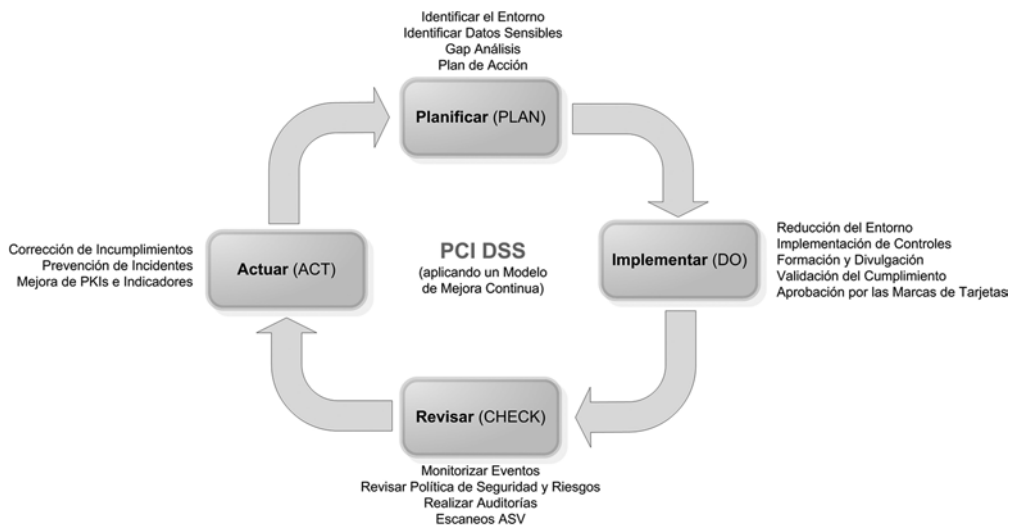 Identificar el Entorno
Identificar Datos Sensibles
Gap Análisis
Plan de Acción
Planificar (PLAN)
Reducción del Entorno
Implementación de Controles
Formación y Divulgación
Validación del Cumplimiento
Aprobación por las Marcas de Tarjetas
Implementar (DO)
PCI DSS
(aplicando un Modelo
de Mejora Continua)
Corrección de Incumplimientos
Prevención de Incidentes
Mejora de PKIs e Indicadores
Actuar (ACT)
Revisar (CHECK)
Monitorizar Eventos
Revisar Política de Seguridad y Riesgos
Realizar Auditorías
Escaneos ASV